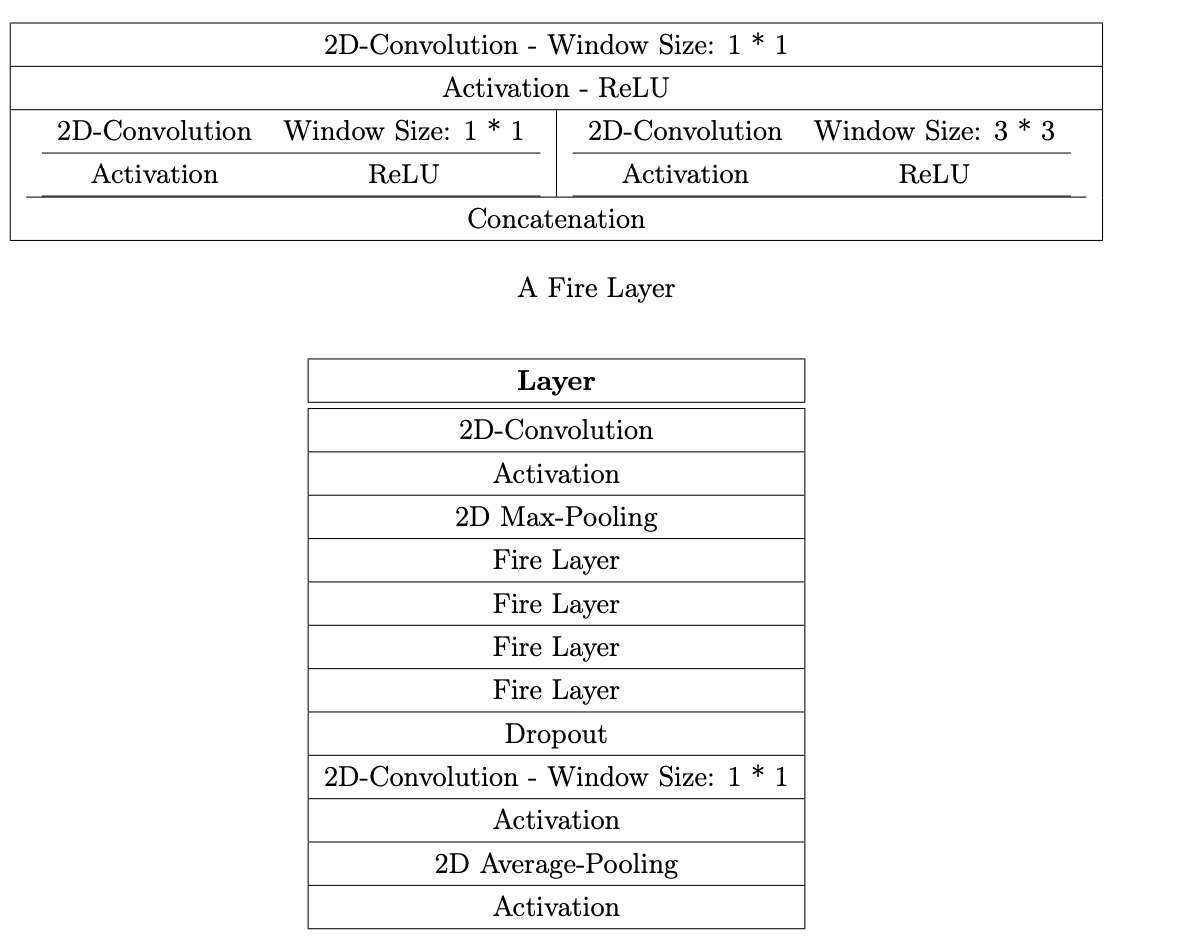 2D-Convolution - Window Size: 1 * 1
Activation - ReLU
2D-Convolution Window Size: 1 * 1 2D-Convolution Window Size: 3 * 3
Activation ReLU Activation ReLU
Concatenation
A Fire Layer
Layer
2D-Convolution
Activation
2D Max-Pooling
Fire Layer
Fire Layer
Fire Layer
Fire Layer
Dropout
2D-Convolution - Window Size: 1 * 1
Activation
2D Average-Pooling
Activation